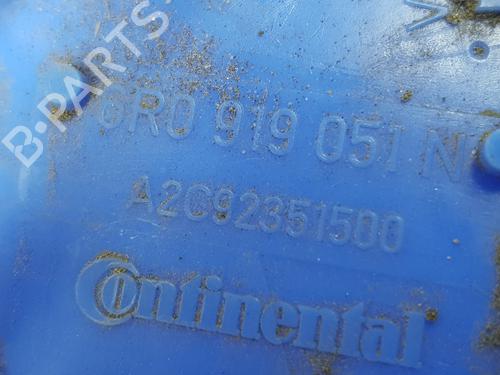 B-PARTS
6R0 919 051 N
A2C92351500
Continental